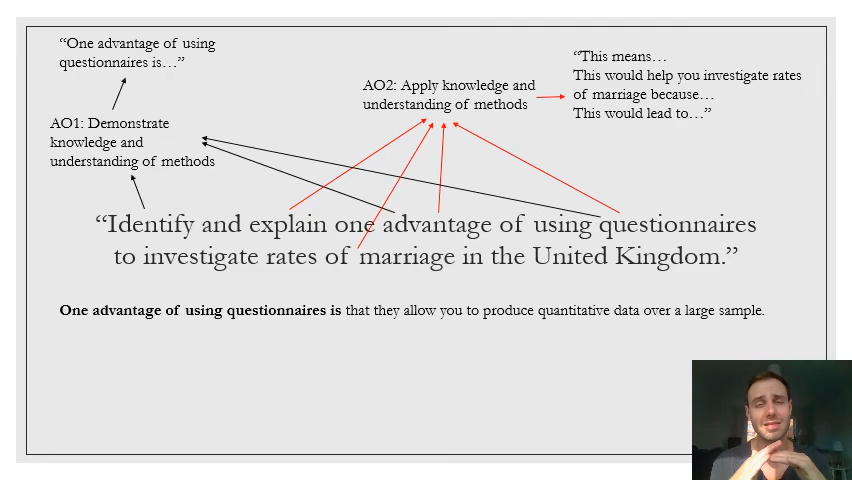 “One advantage of using
questionnaires is…”
AO1: Demonstrate
knowledge and
understanding of methods
AO2: Apply knowledge and
understanding of methods
“This means…
This would help you investigate rates
of marriage because…
This would lead to…”
“Identify and explain one advantage of using questionnaires
to investigate rates of marriage in the United Kingdom.”
One advantage of using questionnaires is that they allow you to produce quantitative data over a large sample.